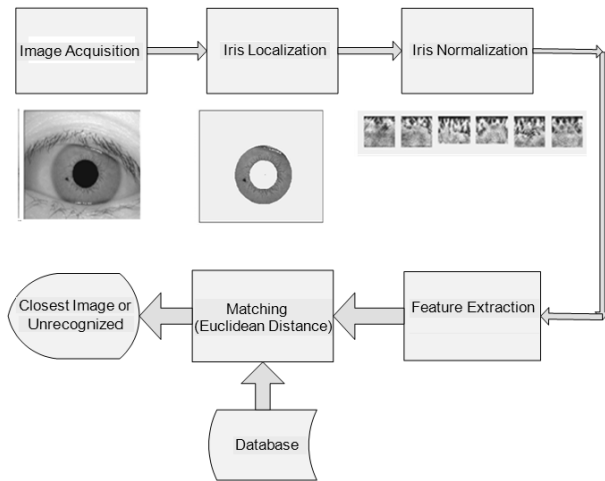 Image Acquisition
Iris Localization
Iris Normalization
Closest Image or
Unrecognized
Matching
(Euclidean Distance)
Feature Extraction
Database